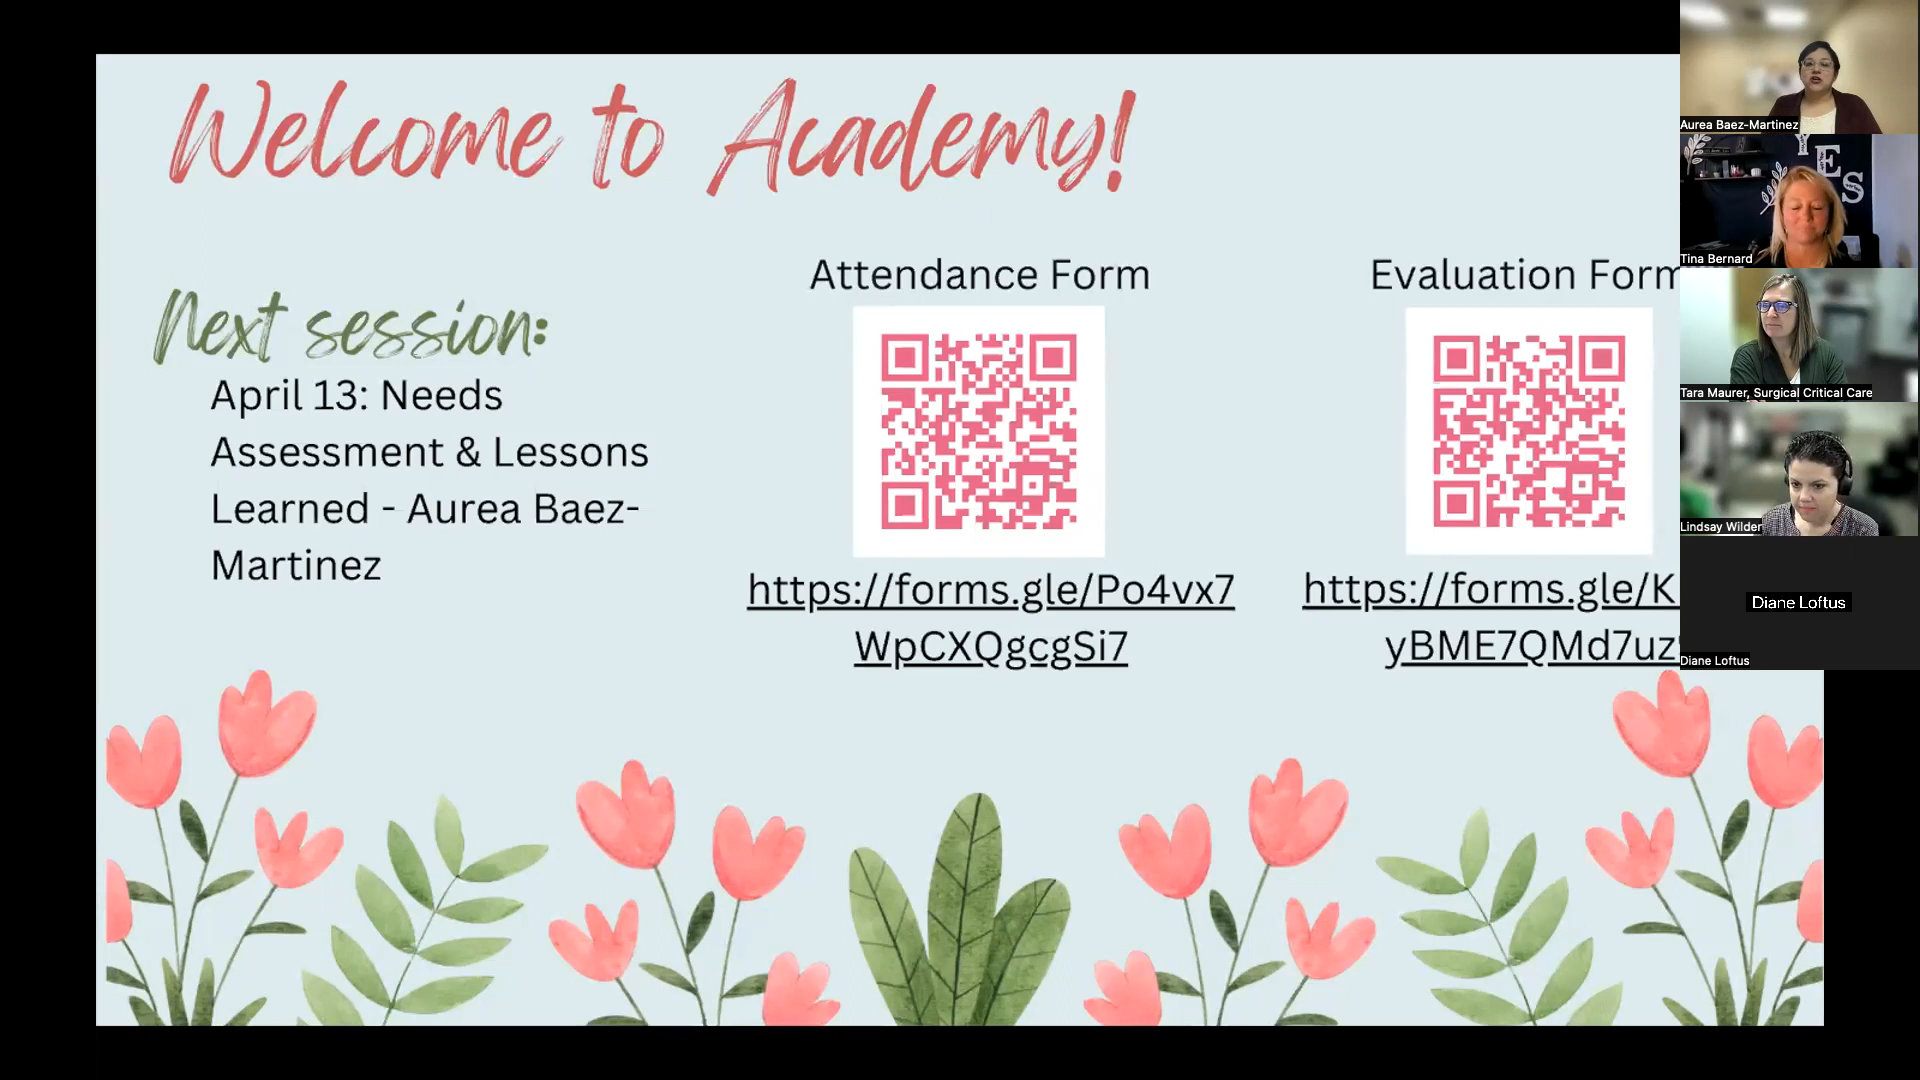 Welcome to Academy!
Next session:
April 13: Needs
Assessment & Lessons
Learned - Aurea Baez-
Martinez
Attendance Form
https://forms.gle/Po4vx7
WpCXQgcgSi7
Evaluation Form
https://forms.gle/K
yBME7QMd7uz
Aurea Baez-Martinez
YES
Tina Bernard
Tara Maurer, Surgical Critical Care
Lindsay Wilder
Diane Loftus
Diane Loftus